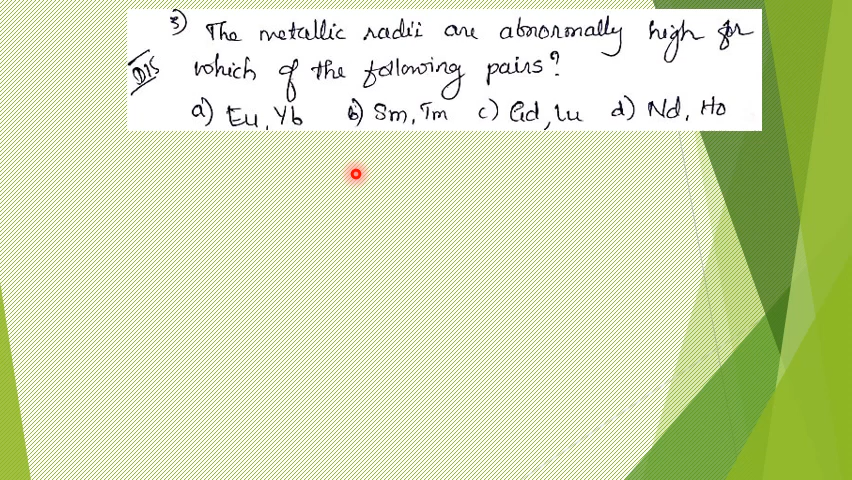 3) The metallic radii are abnormally high for
D15 which of the following pairs?
a) Eu, Yb b) Sm, Tm c) Gd, Lu d) Nd, Ho